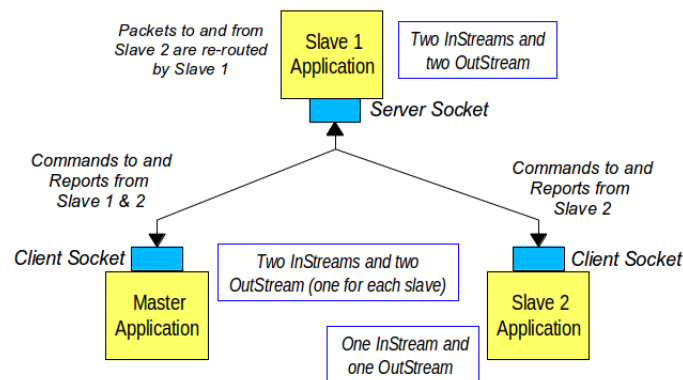 Packets to and from
Slave 2 are re-routed
by Slave 1
Slave 1
Application
Two InStreams and
two OutStream
Server Socket
Commands to and
Reports from
Slave 1 & 2
Commands to and
Reports from
Slave 2
Client Socket
Two InStreams and two
OutStream (one for each slave)
Client Socket
Master
Application
Slave 2
Application
One InStream and
one OutStream